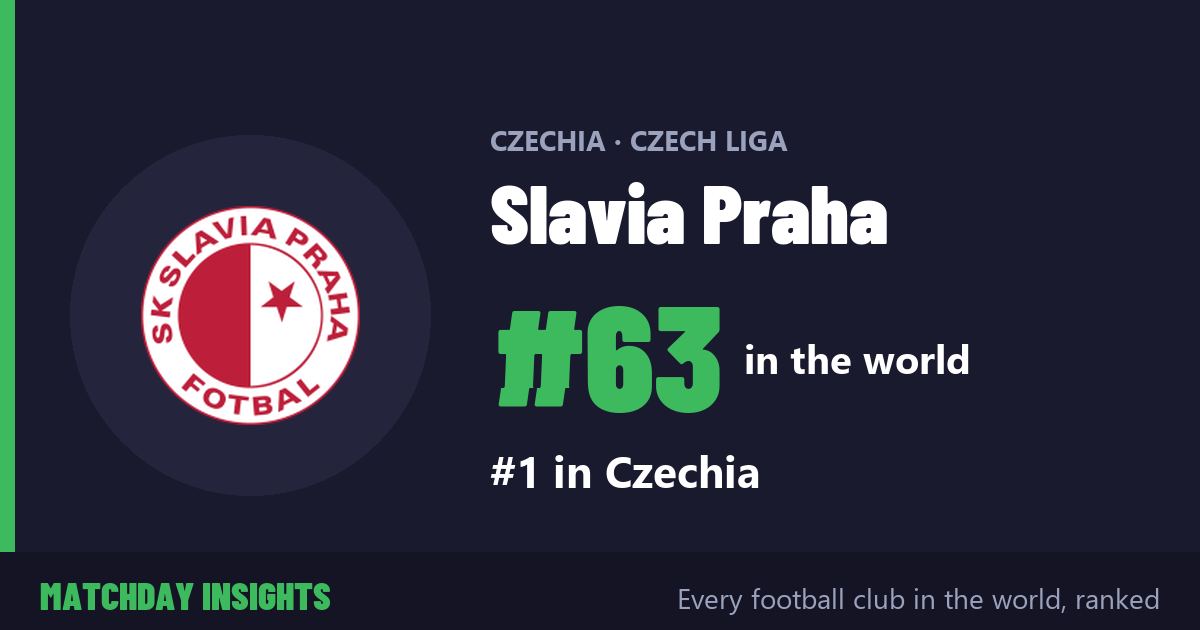 CZECHIA · CZECH LIGA
Slavia Praha
SK SLAVIA PRAHA
FOTBAL
#63 in the world
#1 in Czechia
MATCHDAY INSIGHTS
Every football club in the world, ranked